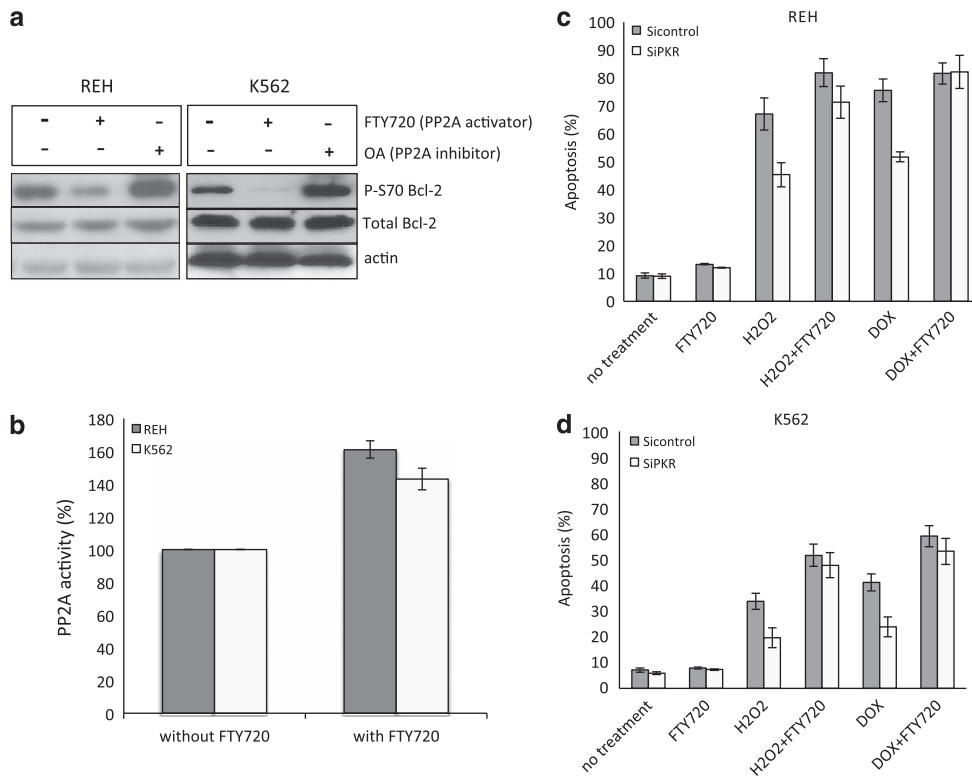 a
REH
K562
- + - - + - FTY720 (PP2A activator)
- - + - - + OA (PP2A inhibitor)
P-S70 Bcl-2
Total Bcl-2
actin
b
REH
K562
PP2A activity (%)
180
160
140
120
100
80
60
40
20
0
without FTY720
with FTY720
c
REH
Sicontrol
SiPKR
Apoptosis (%)
100
90
80
70
60
50
40
30
20
10
0
no treatment
FTY720
H2O2
H2O2+FTY720
DOX
DOX+FTY720
d
K562
Sicontrol
SiPKR
Apoptosis (%)
100
90
80
70
60
50
40
30
20
10
0
no treatment
FTY720
H2O2
H2O2+FTY720
DOX
DOX+FTY720